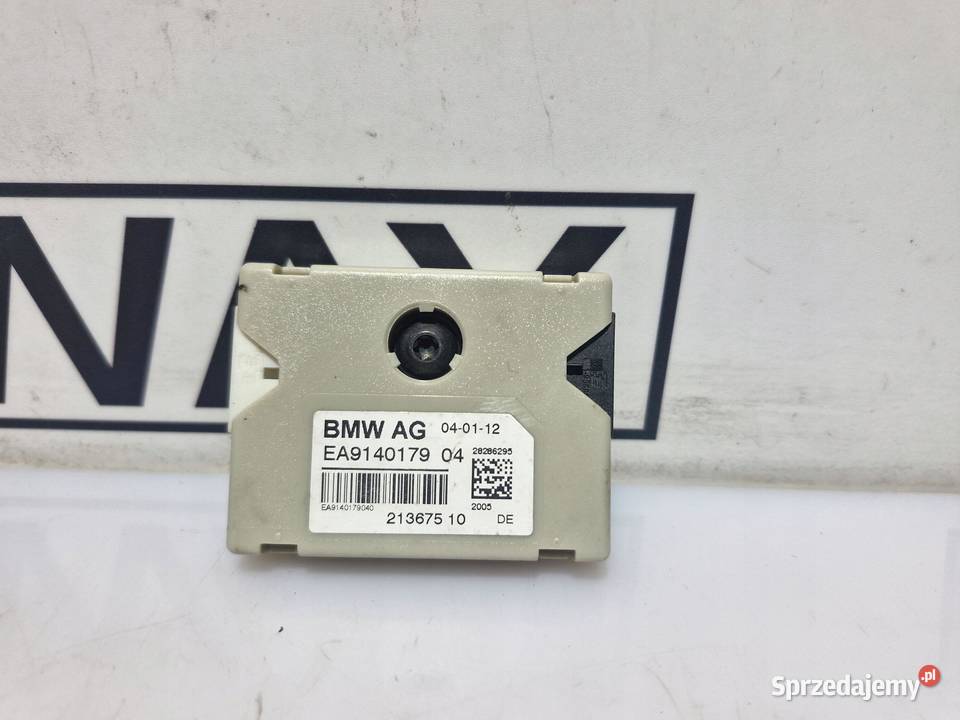 NAV
BMW AG 04-01-12
EA9140179 04
28286295
EA9140179040
2005
213675 10
DE
Sprzedajemy.pl